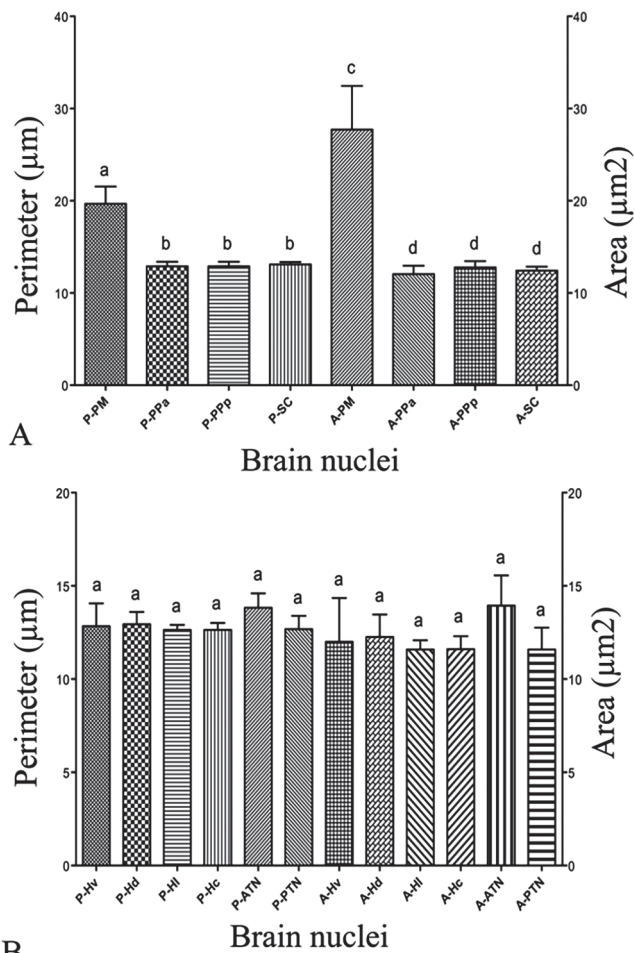 40
40
c
30
30
a
20
20
b
b
b
d
d
d
10
10
0
0
Perimeter (μm)
Area (μm2)
P-PM
P-PPa
P-PPp
P-SC
A-PM
A-PPa
A-PPp
A-SC
A
Brain nuclei
20
20
a
a
a
a
a
a
a
a
a
a
a
a
15
15
10
10
5
5
0
0
Perimeter (μm)
Area (μm2)
P-Hv
P-Hd
P-Hl
P-Hc
P-ATN
P-PTN
A-Hv
A-Hd
A-Hl
A-Hc
A-ATN
A-PTN
Brain nuclei
B